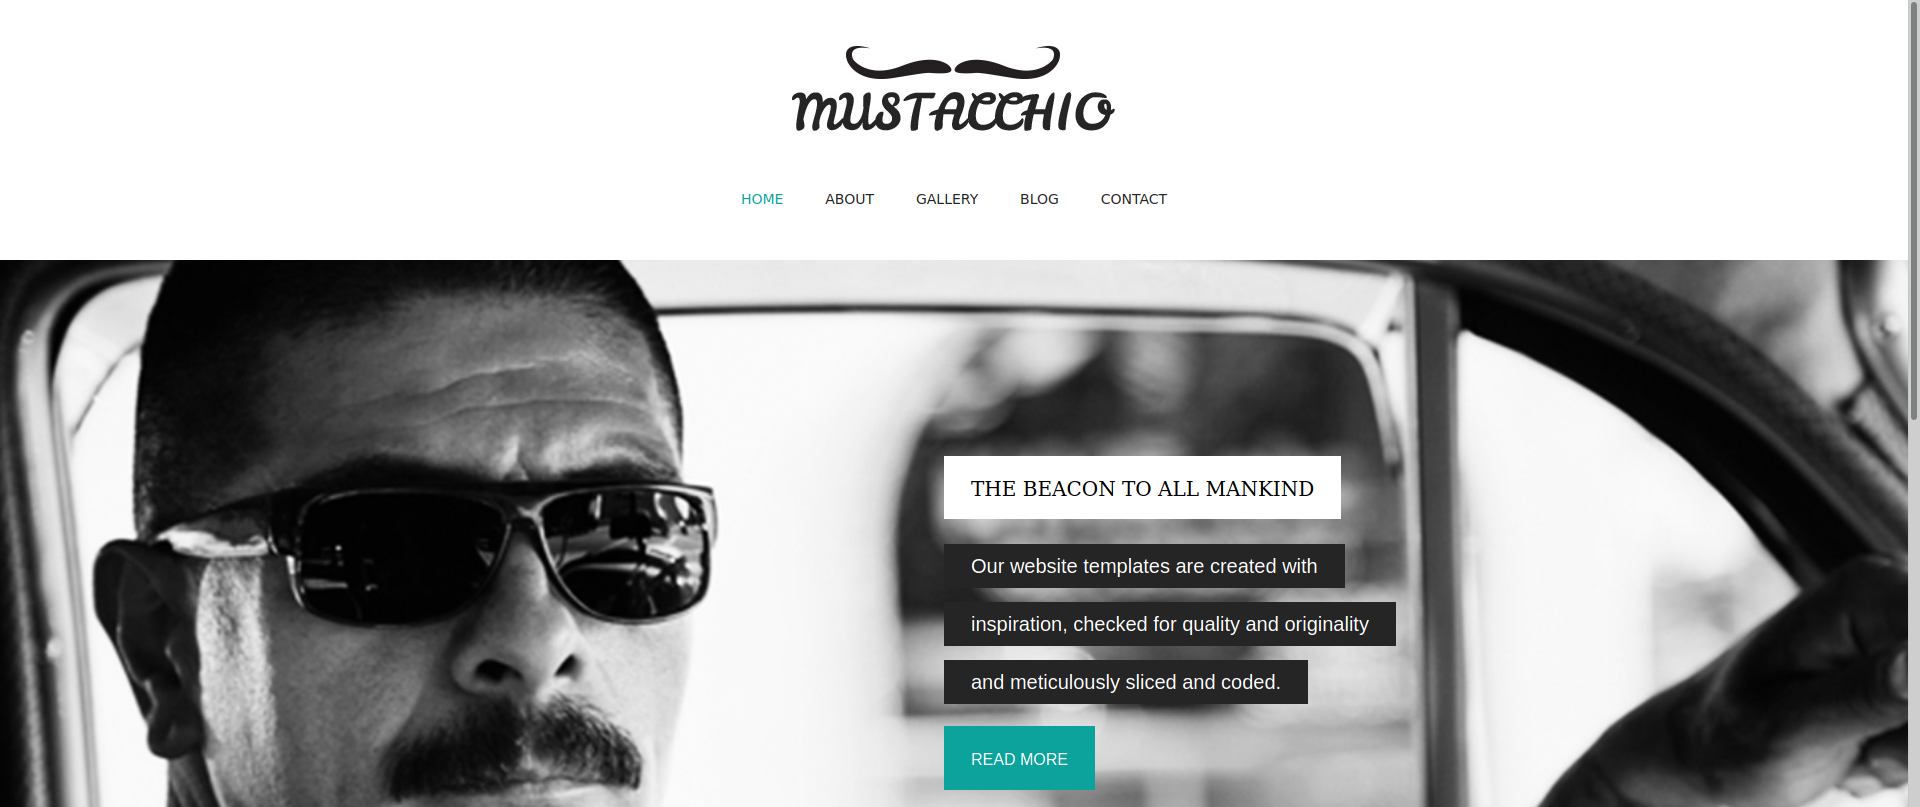 MUSTACCHIO
HOME ABOUT GALLERY BLOG CONTACT
THE BEACON TO ALL MANKIND
Our website templates are created with
inspiration, checked for quality and originality
and meticulously sliced and coded.
READ MORE